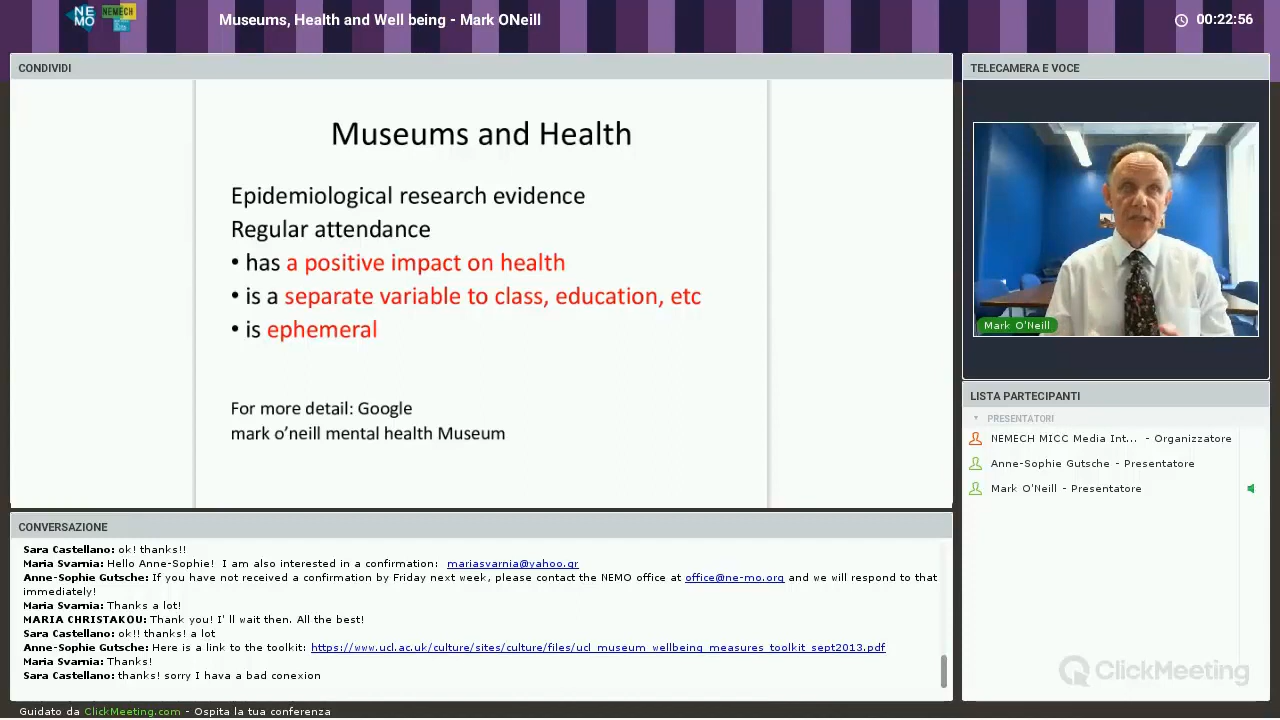 NE
MO
NEMECH
Museums, Health and Well being - Mark ONeill
00:22:56
CONDIVIDI
Museums and Health
Epidemiological research evidence
Regular attendance
• has a positive impact on health
• is a separate variable to class, education, etc
• is ephemeral
For more detail: Google
mark o'neill mental health Museum
TELECAMERA E VOCE
Mark O'Neill
LISTA PARTECIPANTI
PRESENTATORI
NEMECH MICC Media Int... - Organizzatore
Anne-Sophie Gutsche - Presentatore
Mark O'Neill - Presentatore
CONVERSAZIONE
Sara Castellano: ok! thanks!!
Maria Svarnia: Hello Anne-Sophie! I am also interested in a confirmation: mariasvarnia@yahoo.gr
Anne-Sophie Gutsche: If you have not received a confirmation by Friday next week, please contact the NEMO office at office@ne-mo.org and we will respond to that
immediately!
Maria Svarnia: Thanks a lot!
MARIA CHRISTAKOU: Thank you! I' ll wait then. All the best!
Sara Castellano: ok!! thanks! a lot
Anne-Sophie Gutsche: Here is a link to the toolkit: https://www.ucl.ac.uk/culture/sites/culture/files/ucl_museum_wellbeing_measures_toolkit_sept2013.pdf
Maria Svarnia: Thanks!
Sara Castellano: thanks! sorry I hava a bad conexion
ClickMeeting
Guidato da ClickMeeting.com - Ospita la tua conferenza